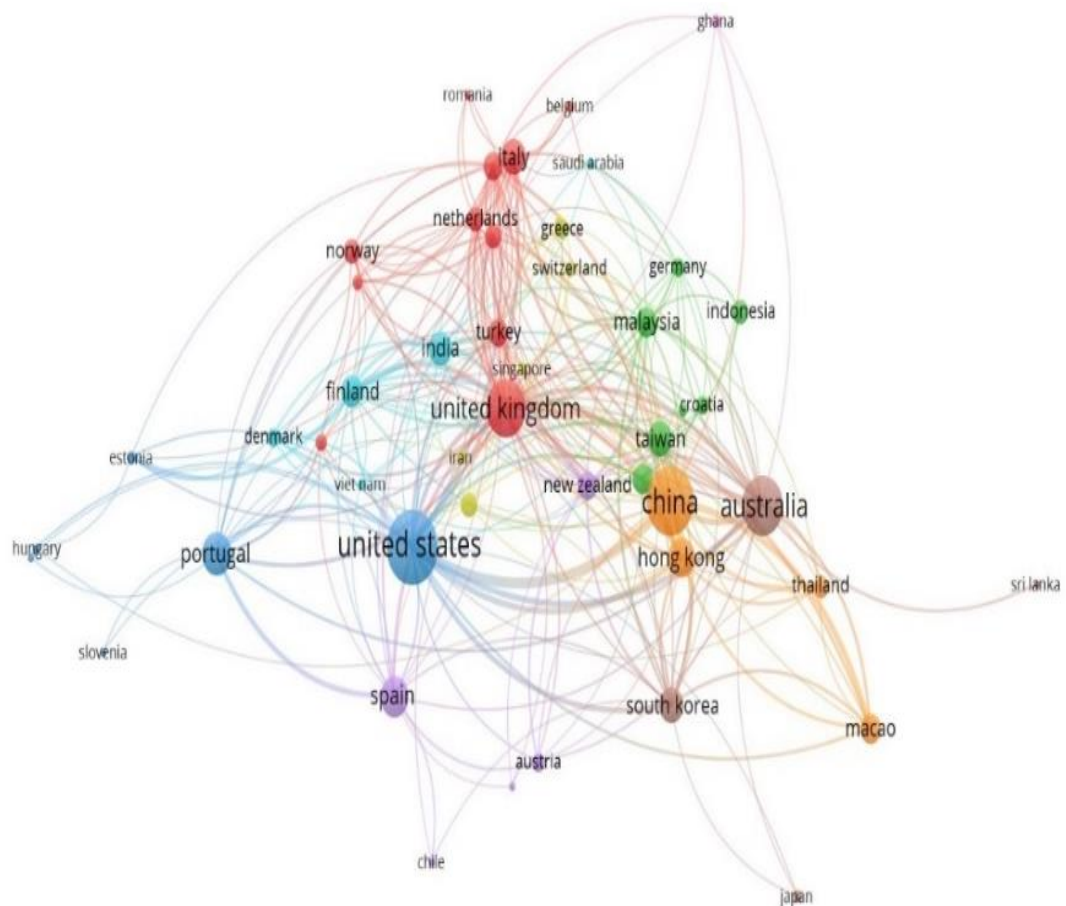 ghana
romania
belgium
italy
saudi arabia
netherlands
greece
norway
switzerland
germany
indonesia
malaysia
turkey
india
singapore
finland
united kingdom
croatia
denmark
taiwan
estonia
iran
viet nam
new zealand
china
australia
united states
hungary
portugal
hong kong
thailand
sri lanka
slovenia
spain
south korea
macao
austria
chile
japan